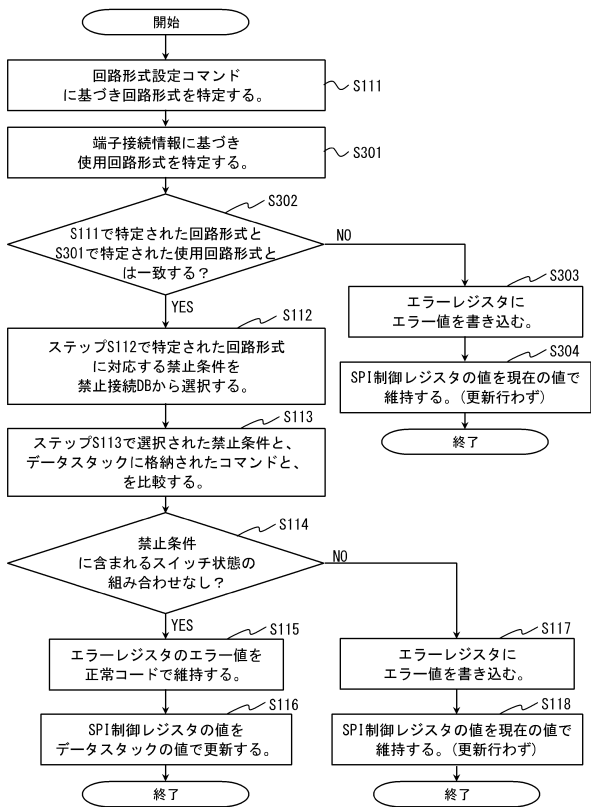 開始
回路形式設定コマンド
に基づき回路形式を特定する。
S111
端子接続情報に基づき
使用回路形式を特定する。
S301
S302
S111で特定された回路形式と
S301で特定された使用回路形式と
は一致する？
NO
YES
S303
エラーレジスタに
エラー値を書き込む。
S304
SPI制御レジスタの値を現在の値で
維持する。(更新行わず)
終了
S112
ステップS112で特定された回路形式
に対応する禁止条件を
禁止接続DBから選択する。
S113
ステップS113で選択された禁止条件と、
データスタックに格納されたコマンドと、
を比較する。
S114
禁止条件
に含まれるスイッチ状態の
組み合わせなし？
NO
YES
S115
エラーレジスタのエラー値を
正常コードで維持する。
S116
SPI制御レジスタの値を
データスタックの値で更新する。
終了
S117
エラーレジスタに
エラー値を書き込む。
S118
SPI制御レジスタの値を現在の値で
維持する。(更新行わず)
終了